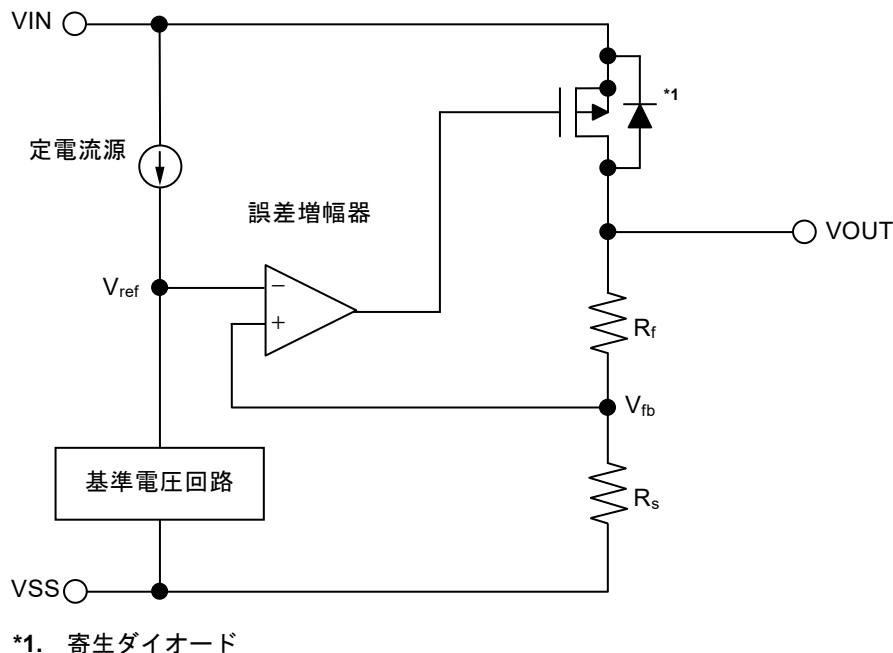 VIN
*1
定電流源
誤差増幅器
VOUT
Vref
−
+
Rf
Vfb
基準電圧回路
Rs
VSS
*1. 寄生ダイオード